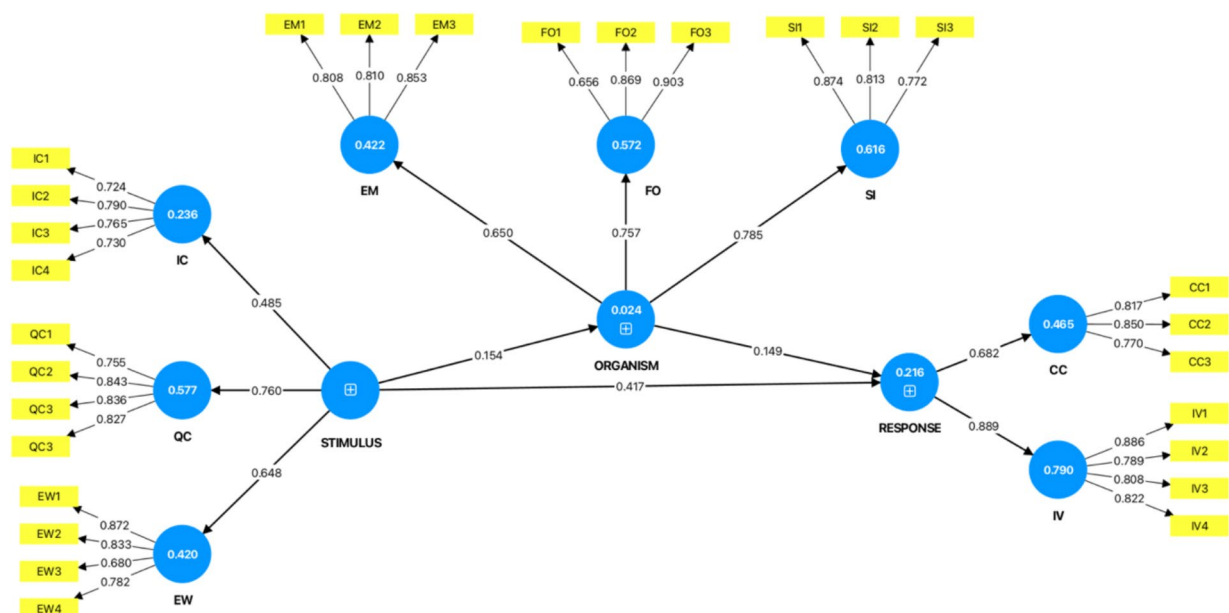 EM1
EM2
EM3
0.808
0.810
0.853
0.422
EM
FO1
FO2
FO3
0.656
0.869
0.903
0.572
FO
SI1
SI2
SI3
0.874
0.813
0.772
0.616
SI
IC1
IC2
IC3
IC4
0.724
0.790
0.765
0.730
0.236
IC
0.650
0.757
0.785
0.485
QC1
QC2
QC3
QC3
0.755
0.843
0.836
0.827
0.577
QC
0.760
STIMULUS
0.154
0.024
ORGANISM
0.149
0.417
0.216
RESPONSE
0.682
0.465
CC
0.817
0.850
0.770
CC1
CC2
CC3
0.889
0.790
IV
0.886
0.789
0.808
0.822
IV1
IV2
IV3
IV4
0.648
EW1
EW2
EW3
EW4
0.872
0.833
0.680
0.782
0.420
EW